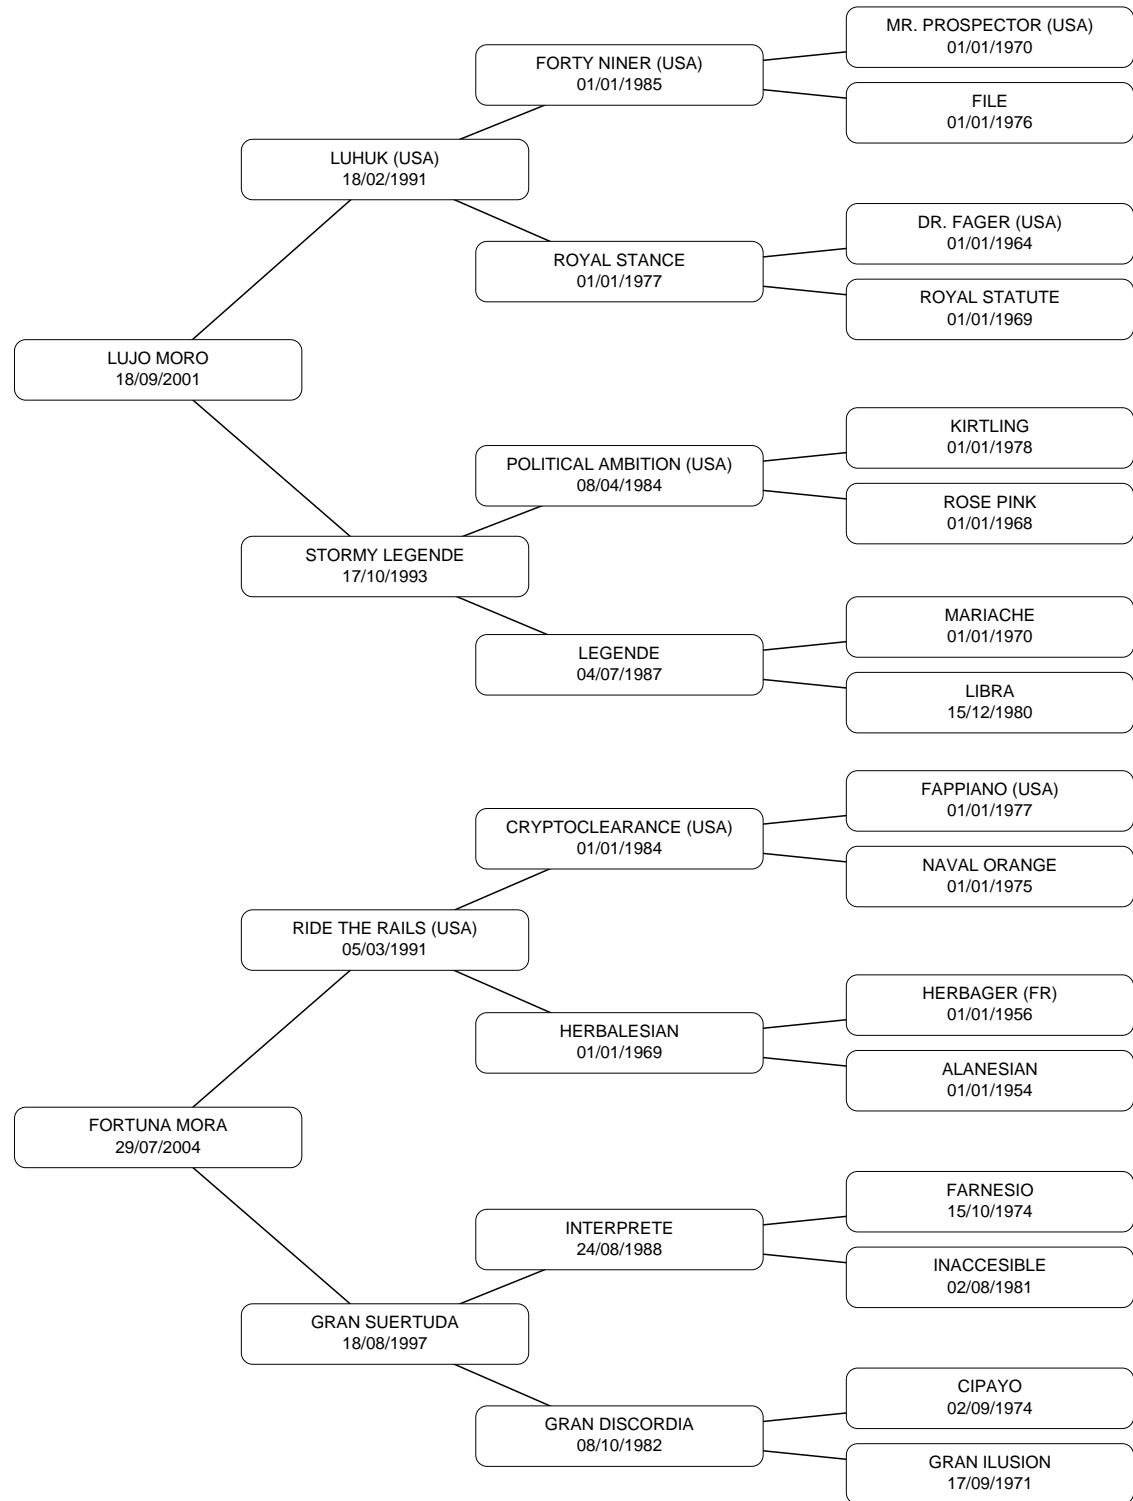 MR. PROSPECTOR (USA)
01/01/1970
FORTY NINER (USA)
01/01/1985
FILE
01/01/1976
LUHUK (USA)
18/02/1991
DR. FAGER (USA)
01/01/1964
ROYAL STANCE
01/01/1977
ROYAL STATUTE
01/01/1969
LUJO MORO
18/09/2001
KIRTLING
01/01/1978
POLITICAL AMBITION (USA)
08/04/1984
ROSE PINK
01/01/1968
STORMY LEGENDE
17/10/1993
MARIACHE
01/01/1970
LEGENDE
04/07/1987
LIBRA
15/12/1980
FAPPIANO (USA)
01/01/1977
CRYPTOCLEARANCE (USA)
01/01/1984
NAVAL ORANGE
01/01/1975
RIDE THE RAILS (USA)
05/03/1991
HERBAGER (FR)
01/01/1956
HERBALESIAN
01/01/1969
ALANESIAN
01/01/1954
FORTUNA MORA
29/07/2004
FARNESIO
15/10/1974
INTERPRETE
24/08/1988
INACCESIBLE
02/08/1981
GRAN SUERTUDA
18/08/1997
CIPAYO
02/09/1974
GRAN DISCORDIA
08/10/1982
GRAN ILUSION
17/09/1971